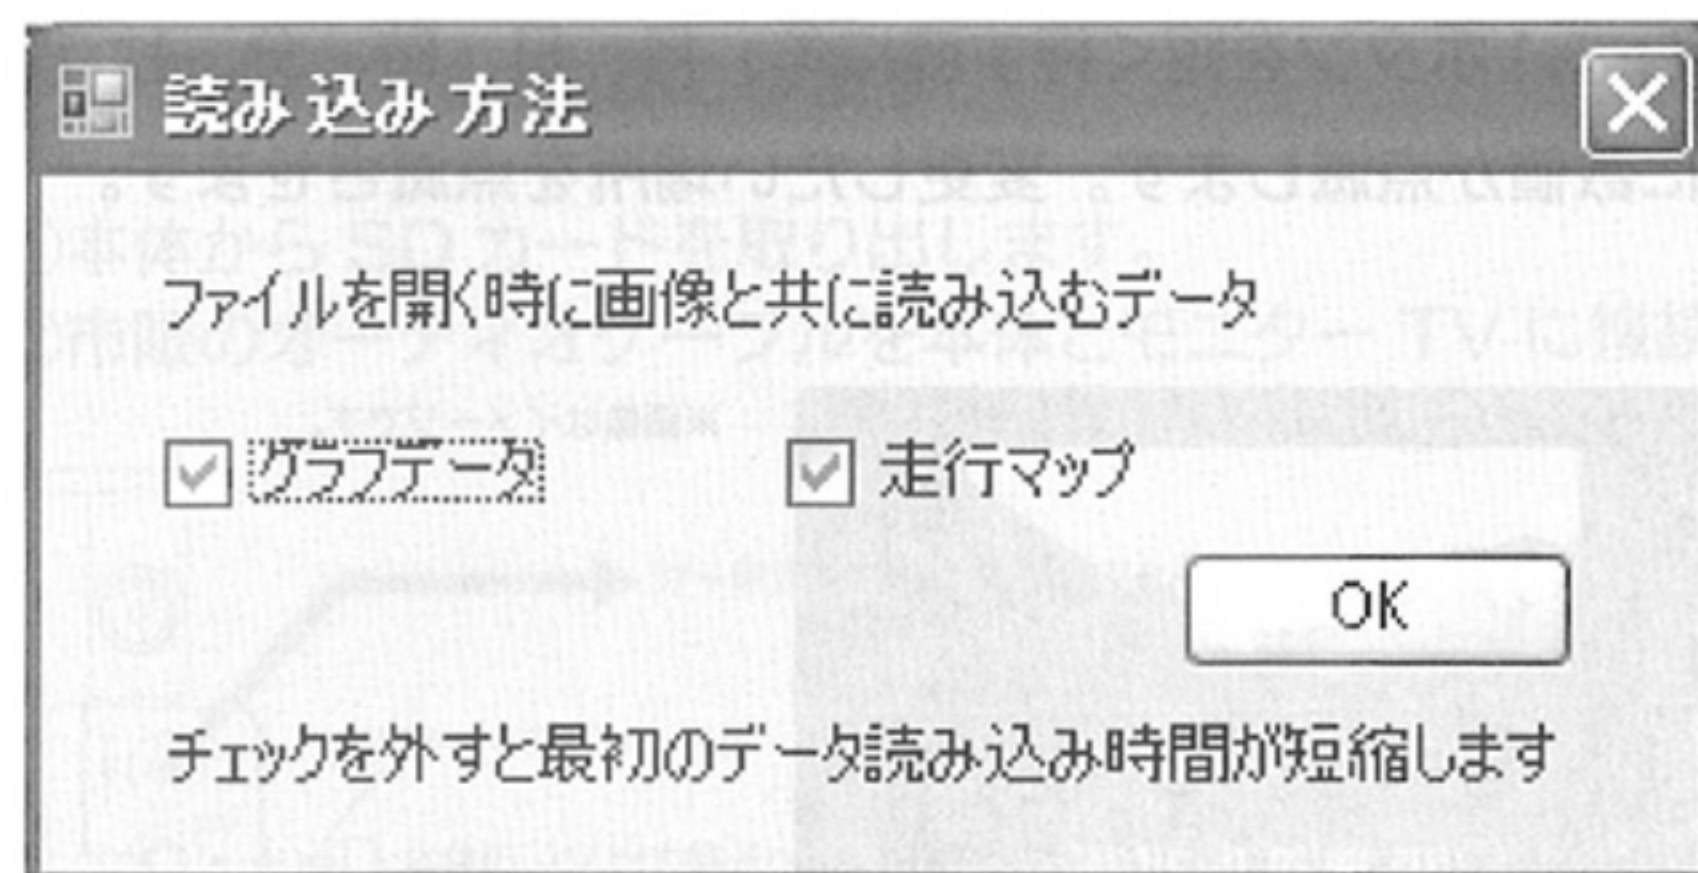 読み込み方法
ファイルを開く時に画像と共に読み込むデータ
グラフデータ 走行マップ
OK
チェックを外すと最初のデータ読み込み時間が短縮します